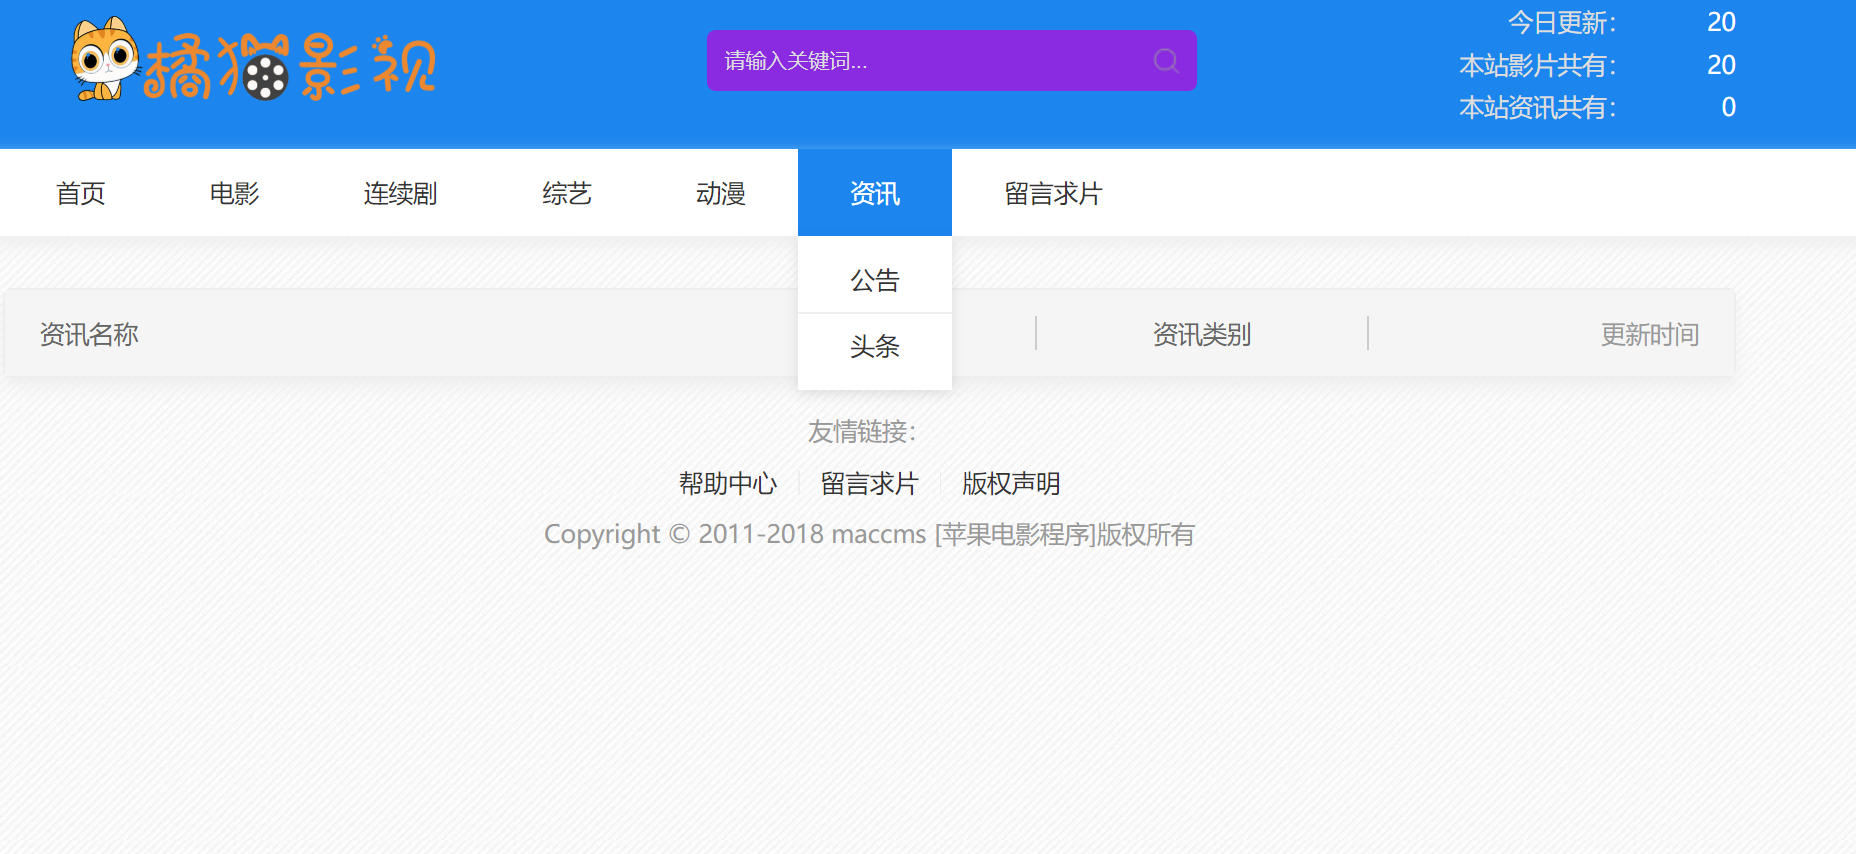 橘猫影视
请输入关键词...
今日更新： 20
本站影片共有： 20
本站资讯共有： 0
首页 电影 连续剧 综艺 动漫 资讯 留言求片
公告
头条
资讯名称 资讯类别 更新时间
友情链接：
帮助中心 留言求片 版权声明
Copyright © 2011-2018 maccms [苹果电影程序]版权所有